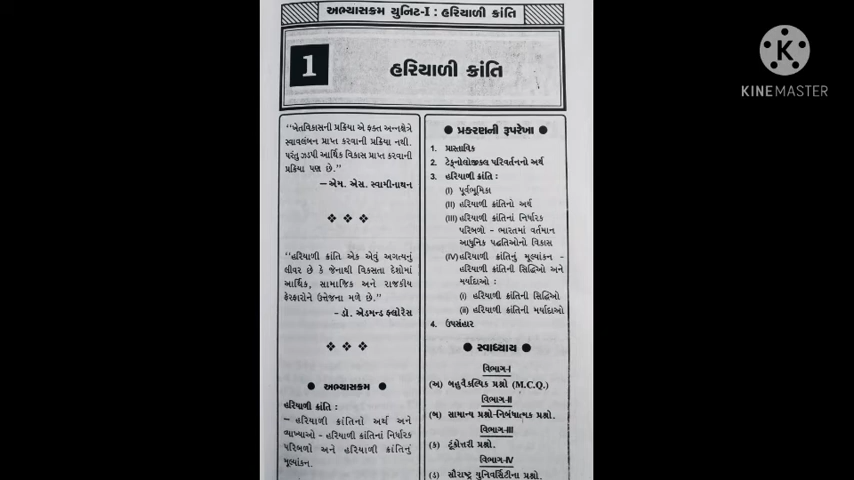 અભ્યાસક્રમ યુનિટ-I : હરિયાળી ક્રાંતિ
1
હરિયાળી ક્રાંતિ
"ખેતવિકાસની પ્રક્રિયા એ ફક્ત અન્નક્ષેત્રે
સ્વાવલંબન પ્રાપ્ત કરવાની પ્રક્રિયા નથી.
પરંતુ ઝડપી આર્થિક વિકાસ પ્રાપ્ત કરવાની
પ્રક્રિયા પણ છે."
– એમ. એસ. સ્વામીનાથન
"હરિયાળી ક્રાંતિ એક એવું અગત્યનું
લીવર છે કે જેનાથી વિકસતા દેશોમાં
આર્થિક, સામાજિક અને રાજકીય
ફેરફારોને ઉત્તેજના મળે છે."
- ડૉ. એડમન્ડ ફ્લોરેસ
● અભ્યાસક્રમ ●
હરિયાળી ક્રાંતિ :
– હરિયાળી ક્રાંતિનો અર્થ અને
વ્યાખ્યાઓ - હરિયાળી ક્રાંતિનાં નિર્ધારક
પરિબળો અને હરિયાળી ક્રાંતિનું
મૂલ્યાંકન.
● પ્રકરણની રૂપરેખા ●
1. પ્રાસ્તાવિક
2. ટેક્નોલોજીકલ પરિવર્તનનો અર્થ
3. હરિયાળી ક્રાંતિ :
(I) પૂર્વભૂમિકા
(II) હરિયાળી ક્રાંતિનો અર્થ
(III) હરિયાળી ક્રાંતિનાં નિર્ધારક
પરિબળો - ભારતમાં વર્તમાન
આધુનિક પદ્ધતિઓનો વિકાસ
(IV) હરિયાળી ક્રાંતિનું મૂલ્યાંકન -
હરિયાળી ક્રાંતિની સિદ્ધિઓ અને
મર્યાદાઓ :
(i) હરિયાળી ક્રાંતિની સિદ્ધિઓ
(ii) હરિયાળી ક્રાંતિની મર્યાદાઓ
4. ઉપસંહાર
● સ્વાધ્યાય ●
વિભાગ-I
(અ) બહુવૈકલ્પિક પ્રશ્નો (M.C.Q.)
વિભાગ-II
(બ) સામાન્ય પ્રશ્નો-નિબંધાત્મક પ્રશ્નો.
વિભાગ-III
(ક) ટૂંકોત્તરી પ્રશ્નો.
વિભાગ-IV
(ડ) સૌરાષ્ટ્ર યુનિવર્સિટીના પ્રશ્નો.
K
KINEMASTER